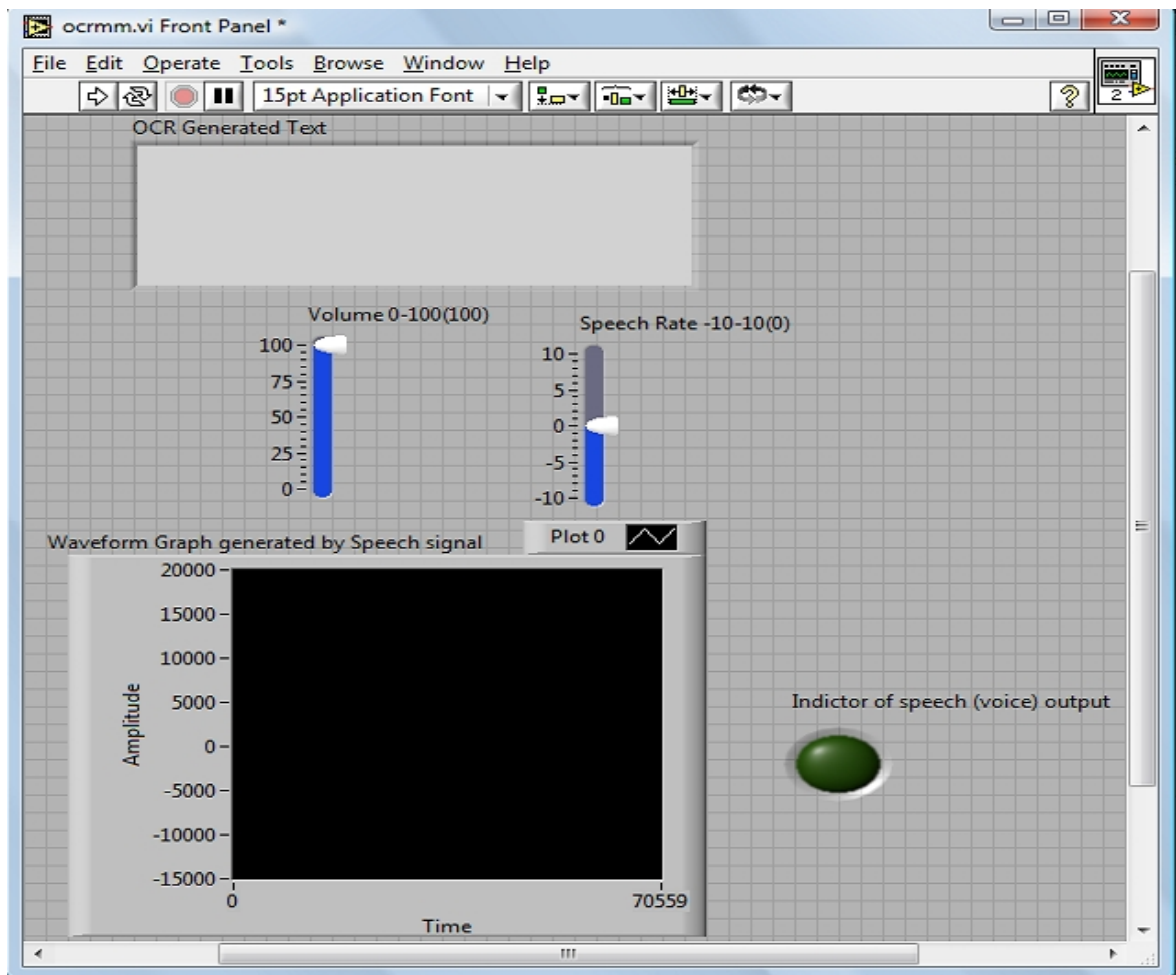 ocrmm.vi Front Panel *
File Edit Operate Tools Browse Window Help
15pt Application Font
2
OCR Generated Text
Volume 0-100(100)
100
75
50
25
0
Speech Rate -10-10(0)
10
5
0
-5
-10
Waveform Graph generated by Speech signal
Plot 0
20000
15000
10000
5000
0
-5000
-10000
-15000
Amplitude
0 70559
Time
Indictor of speech (voice) output